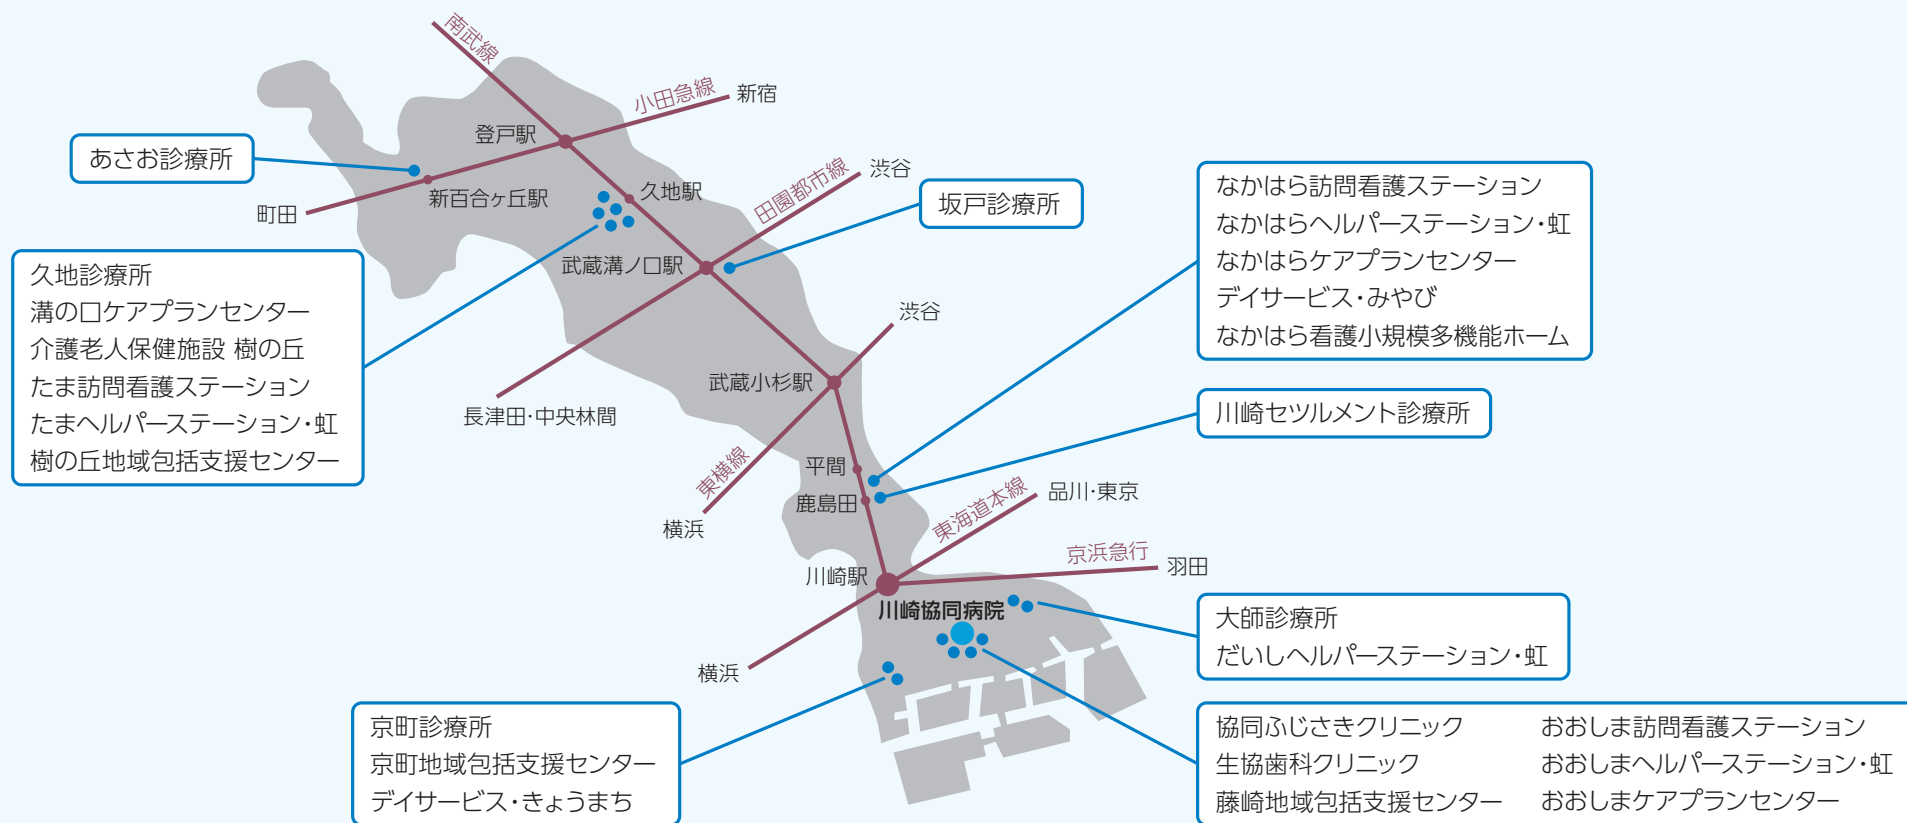 南武線
小田急線
新宿
登戸駅
あさお診療所
新百合ヶ丘駅
町田
久地駅
田園都市線
渋谷
坂戸診療所
武蔵溝ノ口駅
久地診療所
溝の口ケアプランセンター
介護老人保健施設 樹の丘
たま訪問看護ステーション
たまヘルパーステーション・虹
樹の丘地域包括支援センター
長津田・中央林間
渋谷
武蔵小杉駅
東横線
横浜
なかはら訪問看護ステーション
なかはらヘルパーステーション・虹
なかはらケアプランセンター
デイサービス・みやび
なかはら看護小規模多機能ホーム
川崎セツルメント診療所
平間
鹿島田
東海道本線
品川・東京
京浜急行
羽田
川崎駅
川崎協同病院
横浜
大師診療所
だいしヘルパーステーション・虹
京町診療所
京町地域包括支援センター
デイサービス・きょうまち
協同ふじさきクリニック
生協歯科クリニック
藤崎地域包括支援センター
おおしま訪問看護ステーション
おおしまヘルパーステーション・虹
おおしまケアプランセンター